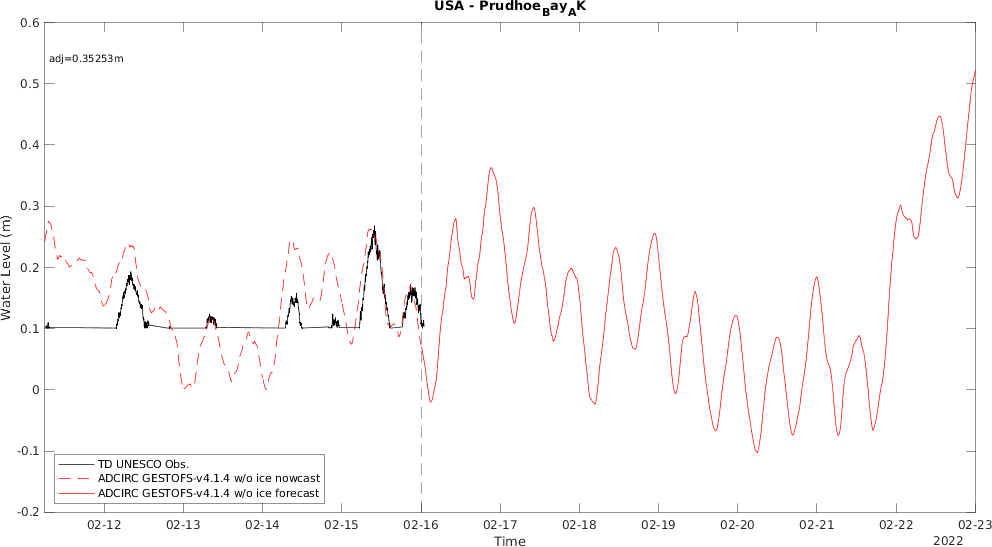 USA - Prudhoe_Bay_AK
adj=0.35253m
0.6
0.5
0.4
0.3
0.2
0.1
0
-0.1
-0.2
Water Level (m)
TD UNESCO Obs.
ADCIRC GESTOFS-v4.1.4 w/o ice nowcast
ADCIRC GESTOFS-v4.1.4 w/o ice forecast
02-12 02-13 02-14 02-15 02-16 02-17 02-18 02-19 02-20 02-21 02-22 02-23
Time
2022